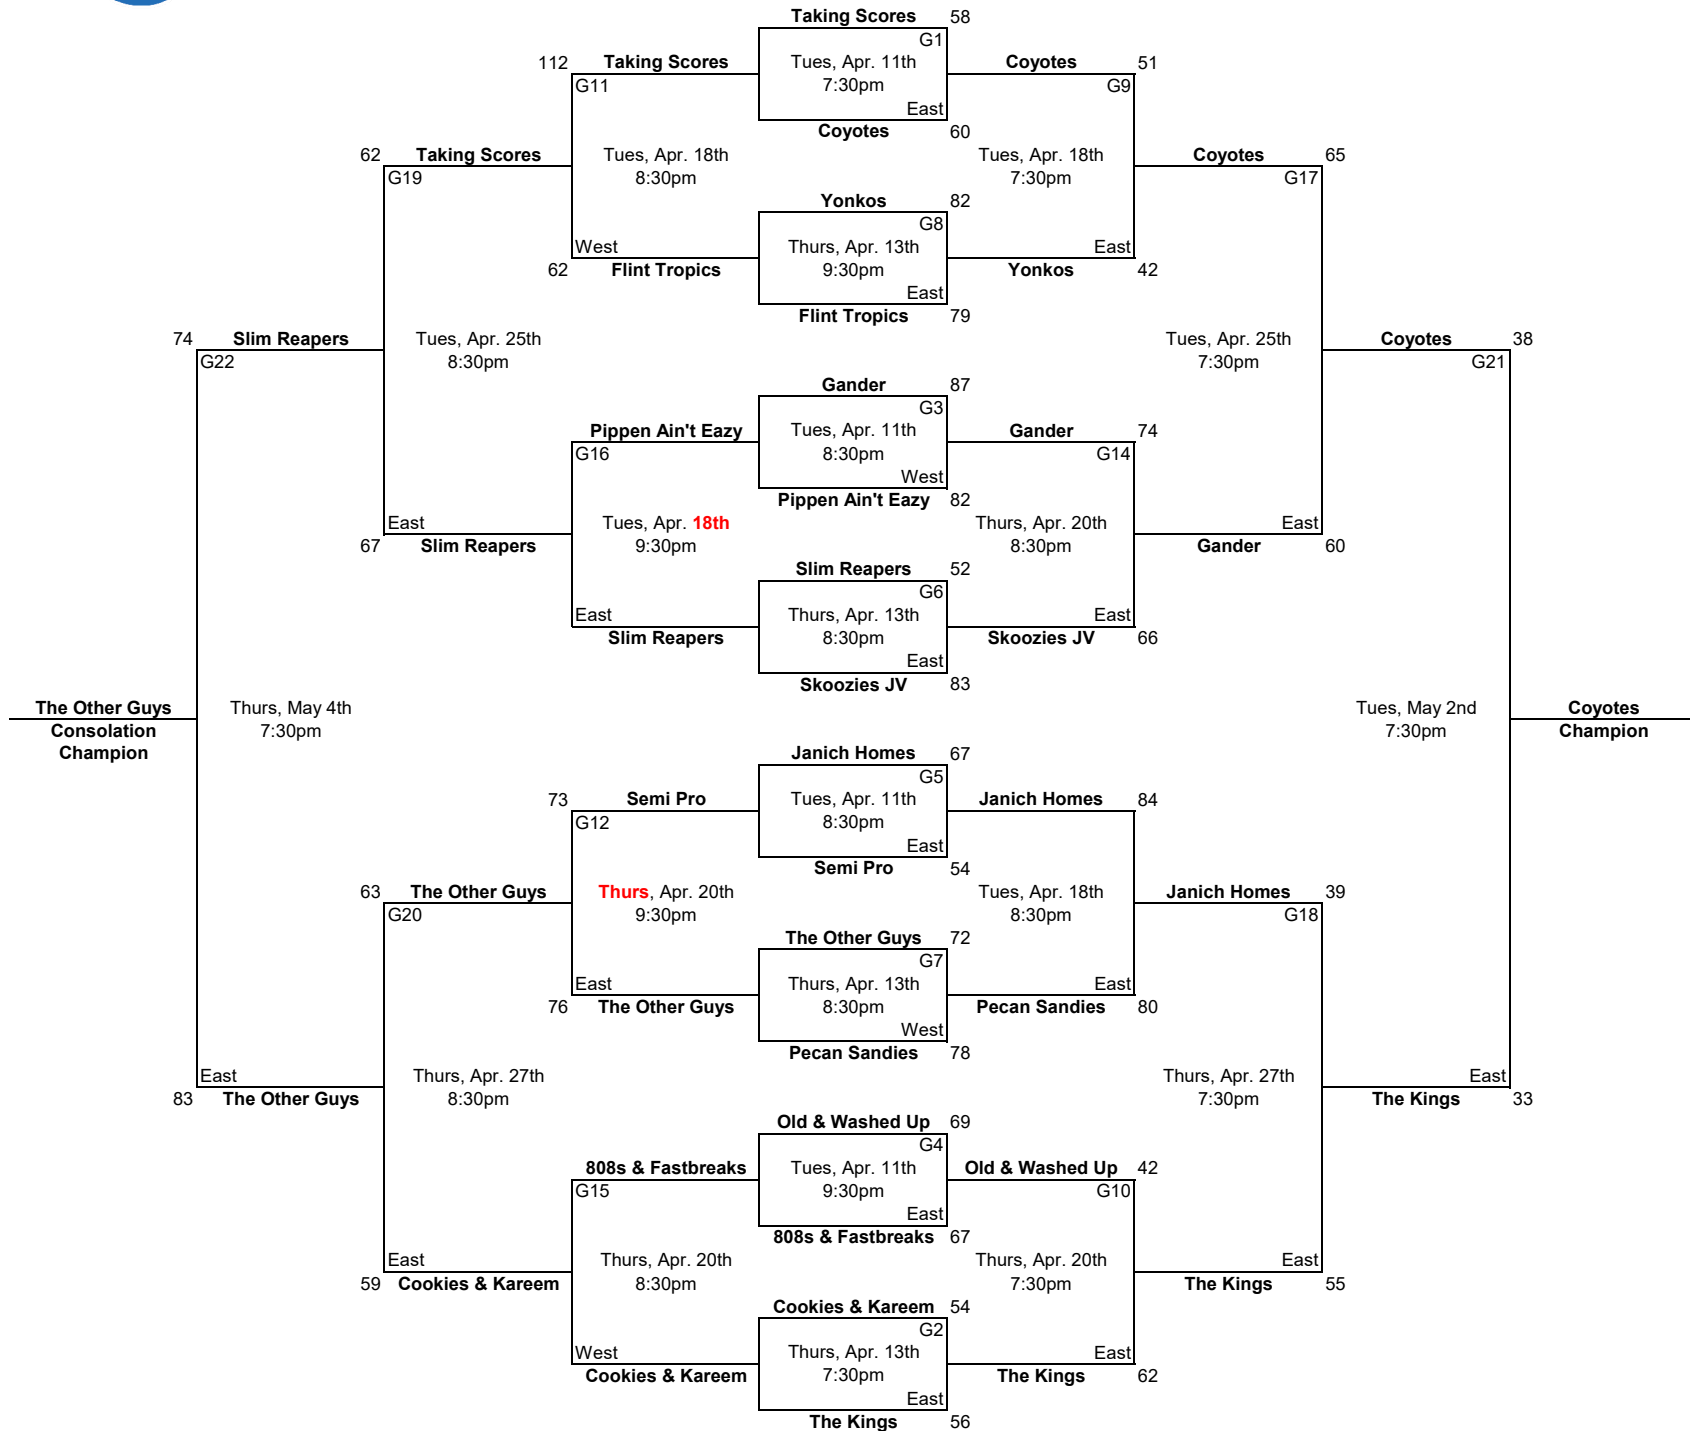 Taking Scores 58
G1
112 Taking Scores Tues, Apr. 11th Coyotes 51
G11 7:30pm G9
East
Coyotes 60
62 Taking Scores Tues, Apr. 18th Tues, Apr. 18th Coyotes 65
G19 8:30pm 7:30pm G17
Yonkos 82
G8
West Thurs, Apr. 13th East
62 Flint Tropics 9:30pm Yonkos 42
East
Flint Tropics 79
74 Slim Reapers Tues, Apr. 25th Tues, Apr. 25th Coyotes 38
G22 8:30pm 7:30pm G21
Gander 87
G3
Pippen Ain't Eazy Tues, Apr. 11th Gander 74
G16 8:30pm G14
West
Pippen Ain't Eazy 82
East Tues, Apr. 18th Thurs, Apr. 20th East
67 Slim Reapers 9:30pm 8:30pm Gander 60
Slim Reapers 52
G6
East Thurs, Apr. 13th East
Slim Reapers 8:30pm Skoozies JV 66
East
Skoozies JV 83
The Other Guys Thurs, May 4th Tues, May 2nd Coyotes
Consolation 7:30pm 7:30pm Champion
Champion
Janich Homes 67
G5
73 Semi Pro Tues, Apr. 11th Janich Homes 84
G12 8:30pm
East
Semi Pro 54
63 The Other Guys Thurs, Apr. 20th Tues, Apr. 18th Janich Homes 39
G20 9:30pm 8:30pm G18
The Other Guys 72
G7
East Thurs, Apr. 13th East
76 The Other Guys 8:30pm Pecan Sandies 80
West
Pecan Sandies 78
East Thurs, Apr. 27th Thurs, Apr. 27th East
83 The Other Guys 8:30pm 7:30pm The Kings 33
Old & Washed Up 69
G4
808s & Fastbreaks Tues, Apr. 11th Old & Washed Up 42
G15 9:30pm G10
East
808s & Fastbreaks 67
East Thurs, Apr. 20th Thurs, Apr. 20th East
59 Cookies & Kareem 8:30pm 7:30pm The Kings 55
Cookies & Kareem 54
G2
West Thurs, Apr. 13th East
Cookies & Kareem 7:30pm The Kings 62
East
The Kings 56